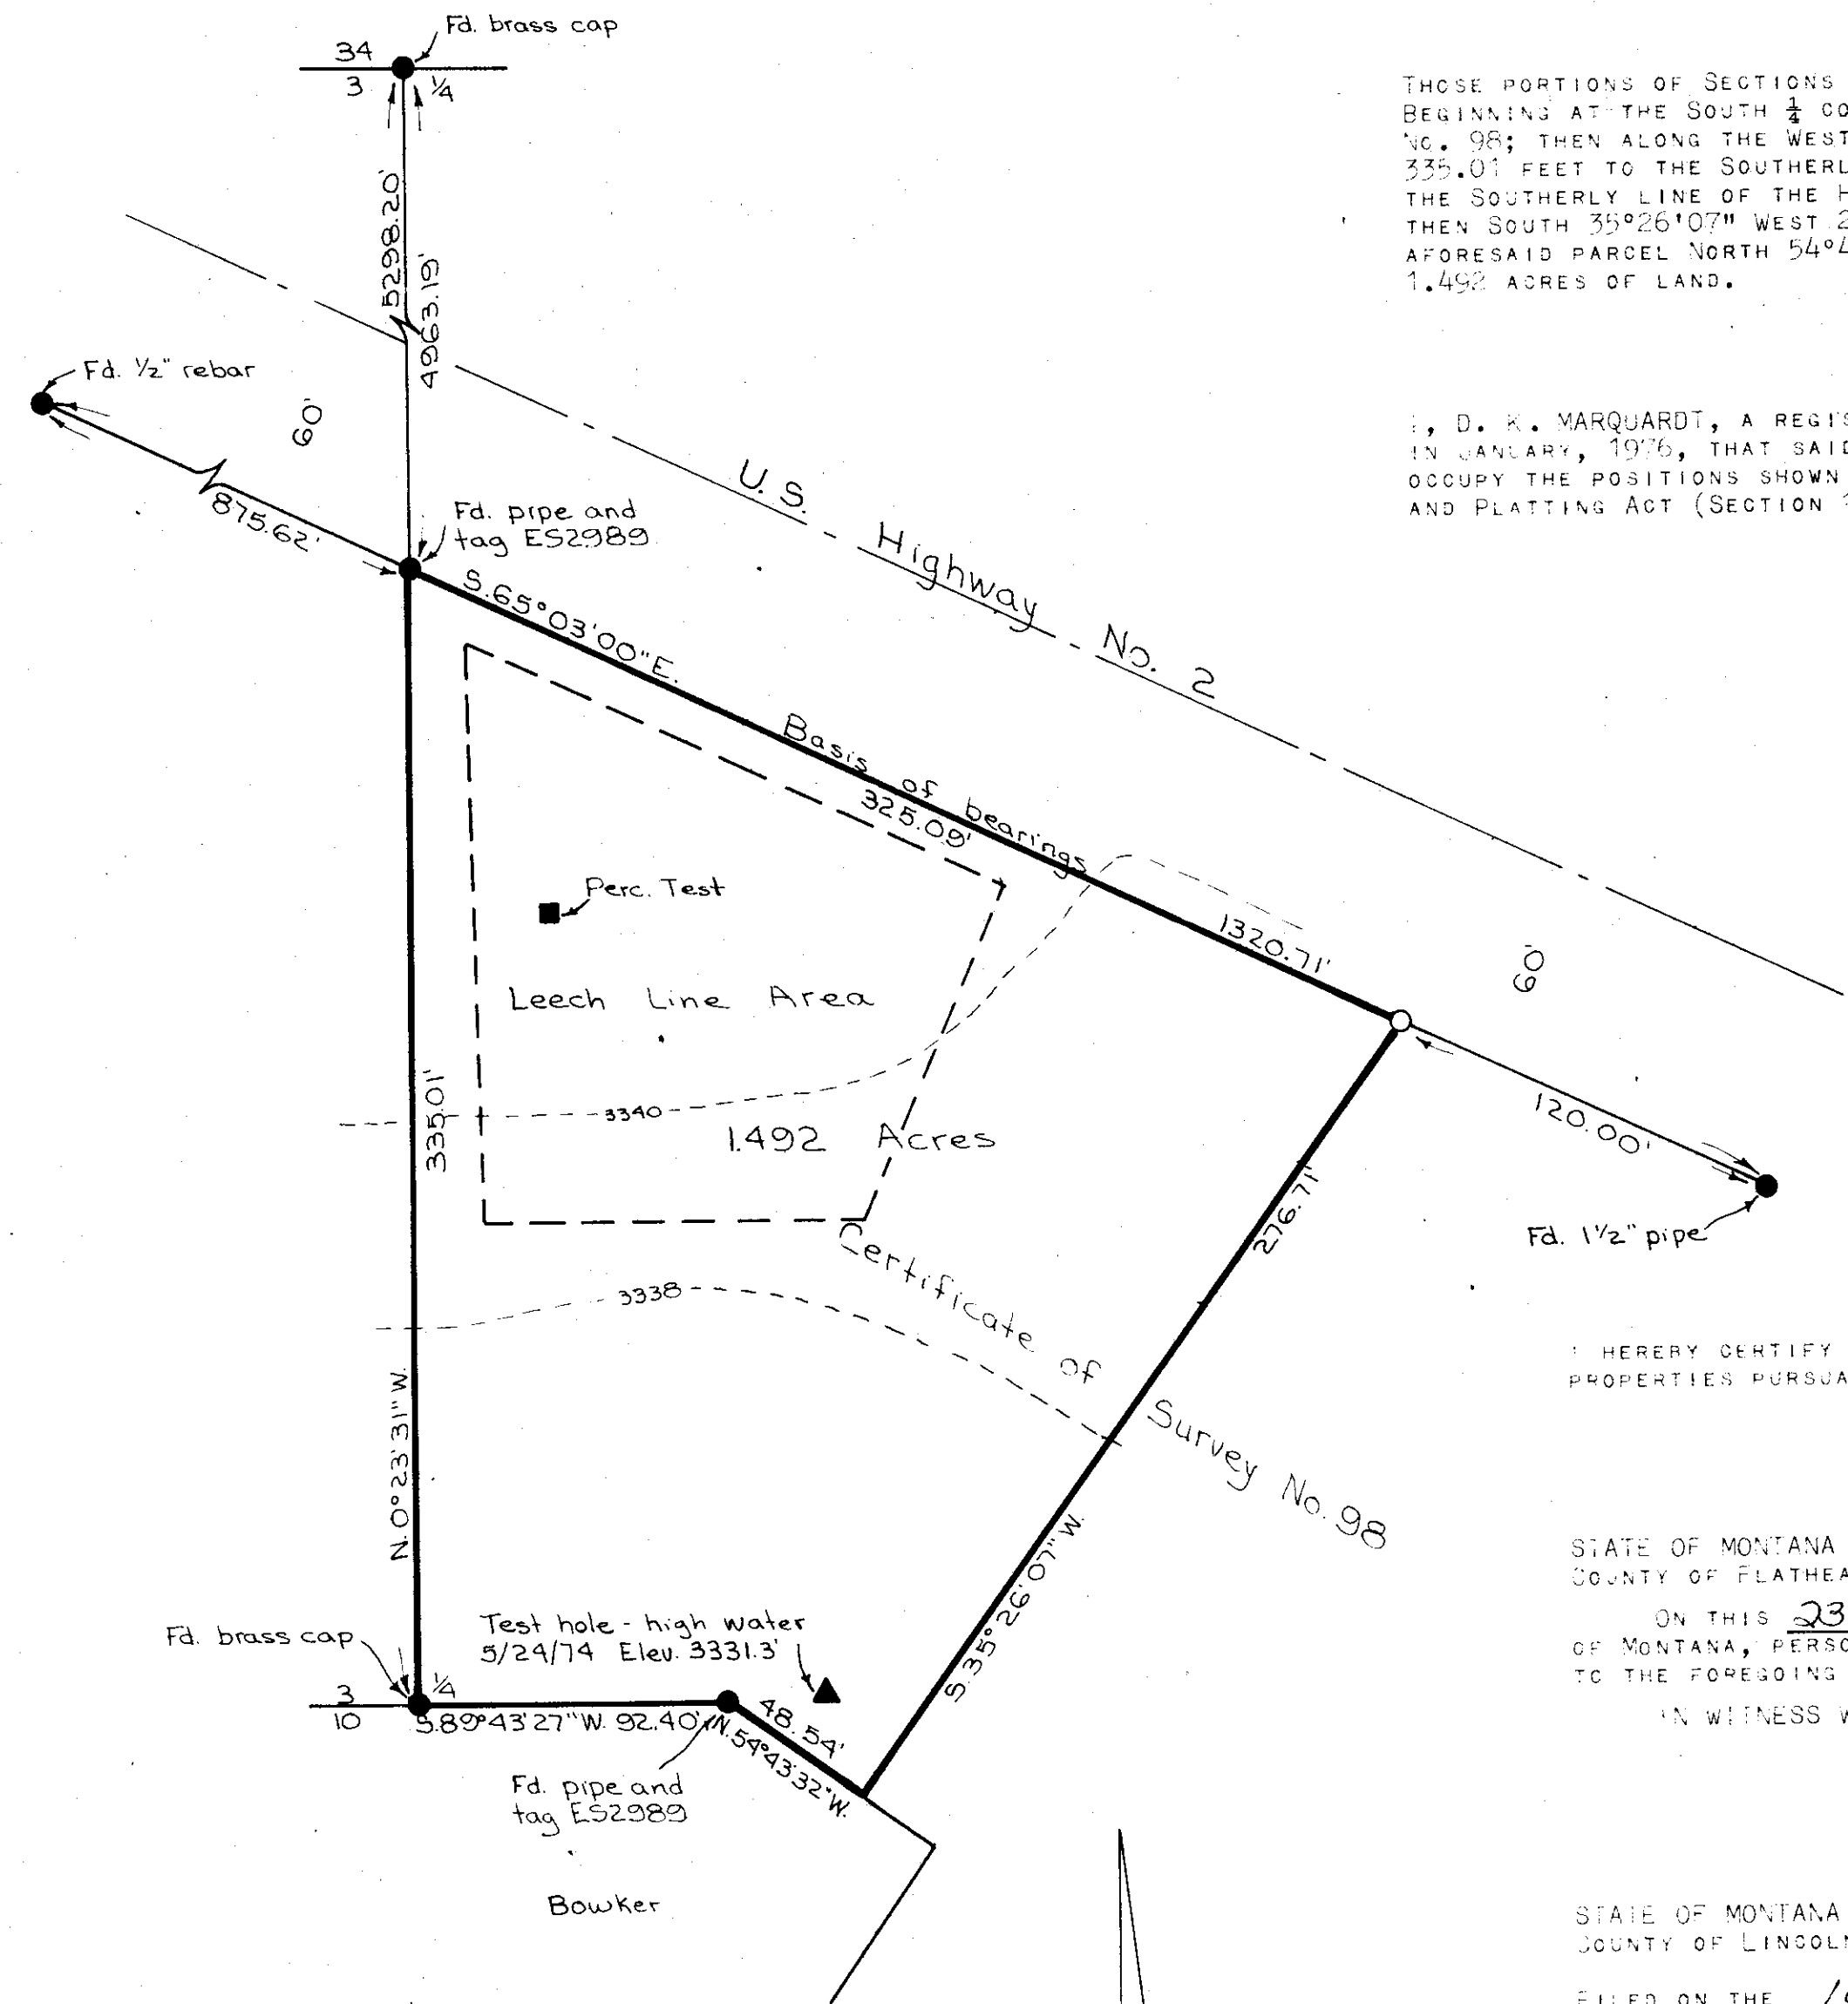 Fd. brass cap
34
3 1/4
5298.20'
4963.19'
Fd. 1/2" rebar
60'
875.62'
Fd. pipe and
tag ES2989
U.S. Highway No. 2
S.65°03'00"E.
Basis of bearings
325.09'
1320.71'
60'
120.00'
Fd. 1 1/2" pipe
Perc. Test
Leech Line Area
335.01'
3340
1.492 Acres
276.71'
Certificate of Survey No. 98
3338
N.0°23'31"W.
S.35°26'07"W.
Test hole - high water
5/24/74 Elev. 3331.3'
Fd. brass cap
1/4
3
10
S.89°43'27"W. 92.40'
48.54'
N.54°43'32"W.
Fd. pipe and
tag ES2989
Bowker
THOSE PORTIONS OF SECTIONS
BEGINNING AT THE SOUTH 1/4 CO
NO. 98; THEN ALONG THE WEST
335.01 FEET TO THE SOUTHERL
THE SOUTHERLY LINE OF THE H
THEN SOUTH 35°26'07" WEST 2
AFORESAID PARCEL NORTH 54°4
1.492 ACRES OF LAND.
I, D. K. MARQUARDT, A REGIS
IN JANUARY, 1976, THAT SAID
OCCUPY THE POSITIONS SHOWN
AND PLATTING ACT (SECTION
I HEREBY CERTIFY
PROPERTIES PURSUA
STATE OF MONTANA
COUNTY OF FLATHEA
ON THIS 23
OF MONTANA, PERSO
TO THE FOREGOING
IN WITNESS W
STATE OF MONTANA
COUNTY OF LINCOLN
FILED ON THE